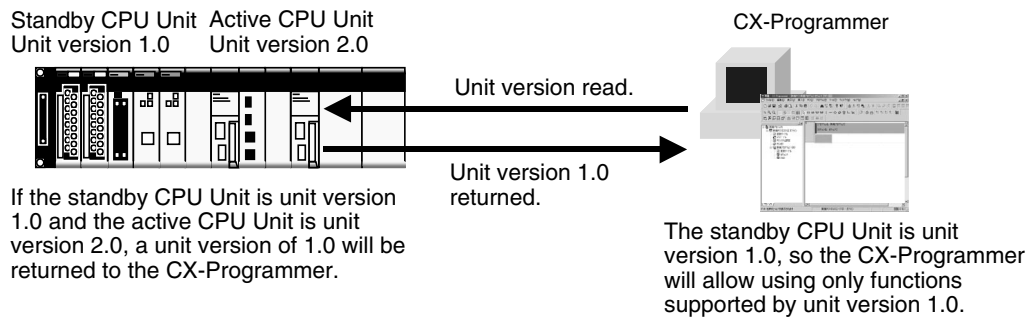 Standby CPU Unit
Unit version 1.0
Active CPU Unit
Unit version 2.0
CX-Programmer
Unit version read.
Unit version 1.0
returned.
If the standby CPU Unit is unit version
1.0 and the active CPU Unit is unit
version 2.0, a unit version of 1.0 will be
returned to the CX-Programmer.
The standby CPU Unit is unit
version 1.0, so the CX-Programmer
will allow using only functions
supported by unit version 1.0.